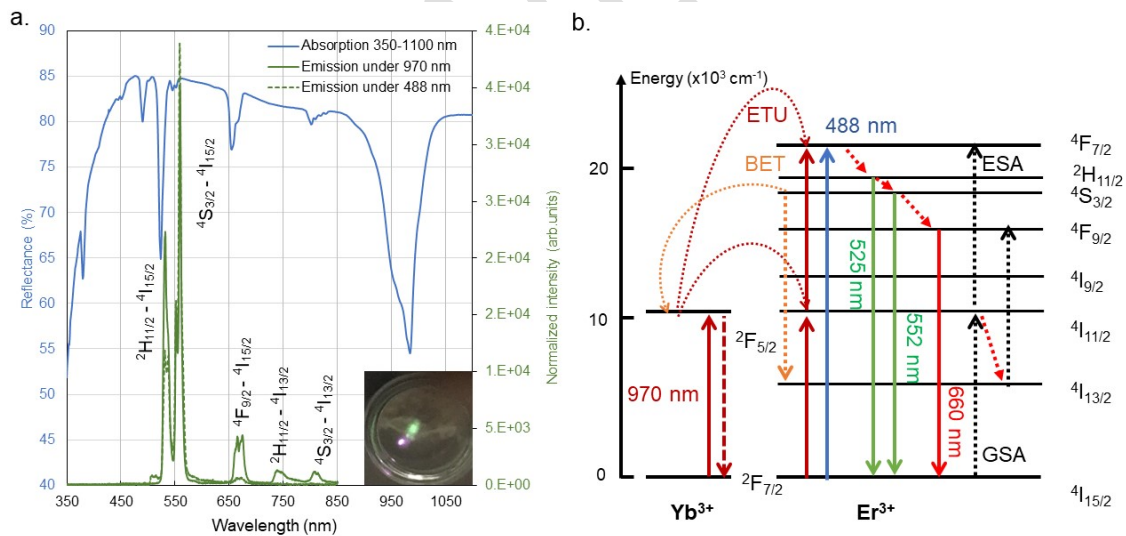 a.
90
85
80
75
70
65
60
55
50
45
40
Reflectance (%)
Absorption 350-1100 nm
Emission under 970 nm
Emission under 488 nm
⁴S₃/₂ - ⁴I₁₅/₂
²H₁₁/₂ - ⁴I₁₅/₂
⁴F₉/₂ - ⁴I₁₅/₂
²H₁₁/₂ - ⁴I₁₃/₂
⁴S₃/₂ - ⁴I₁₃/₂
4.E+04
4.E+04
3.E+04
3.E+04
2.E+04
2.E+04
1.E+04
5.E+03
0.E+00
Normalized intensity (arb.units)
350 450 550 650 750 850 950 1050
Wavelength (nm)
b.
Energy (x10³ cm⁻¹)
20
10
0
ETU
BET
488 nm
ESA
525 nm
552 nm
660 nm
970 nm
GSA
²F₅/₂
²F₇/₂
⁴F₇/₂
²H₁₁/₂
⁴S₃/₂
⁴F₉/₂
⁴I₉/₂
⁴I₁₁/₂
⁴I₁₃/₂
⁴I₁₅/₂
Yb³⁺
Er³⁺